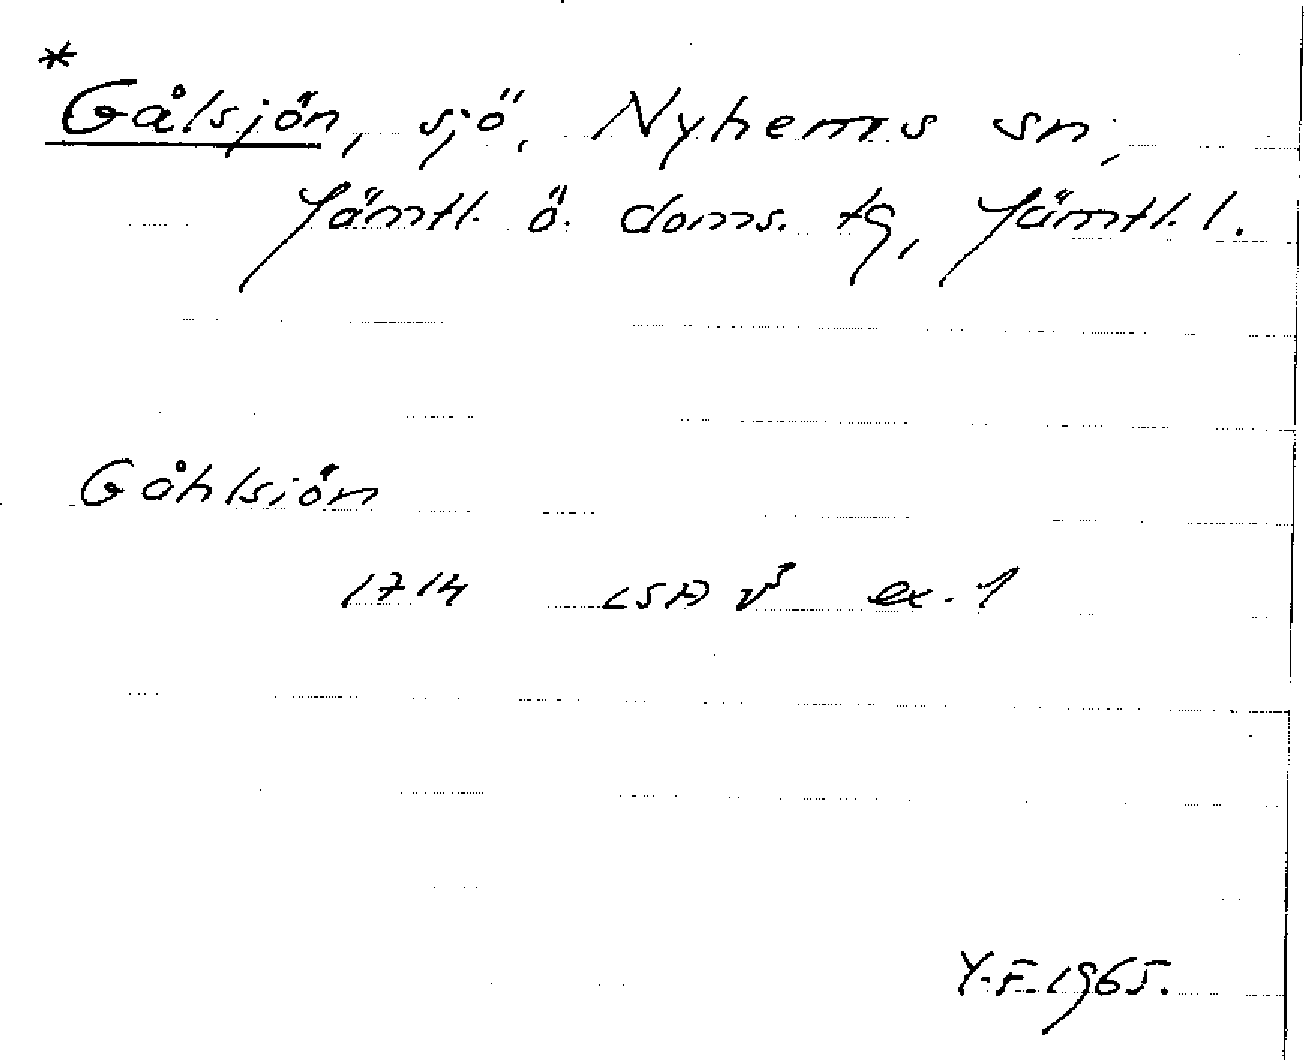 *
Gålsjön, sjö, Nyhems sn,
Jämtl. ö. doms. tg, Jämtl. l.
Gåhlsiön
1714 LSA ex. 1
Y.F. 1965.